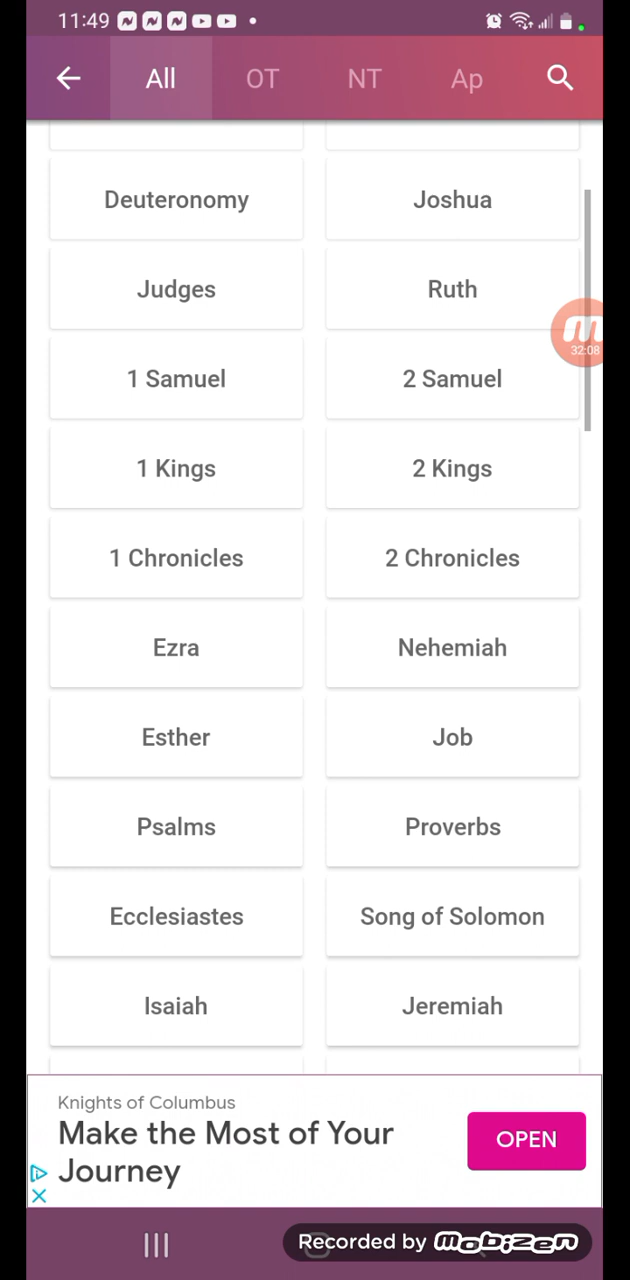 11:49
All OT NT Ap
Deuteronomy Joshua
Judges Ruth
32:08
1 Samuel 2 Samuel
1 Kings 2 Kings
1 Chronicles 2 Chronicles
Ezra Nehemiah
Esther Job
Psalms Proverbs
Ecclesiastes Song of Solomon
Isaiah Jeremiah
Knights of Columbus
Make the Most of Your
Journey
OPEN
Recorded by mobizen